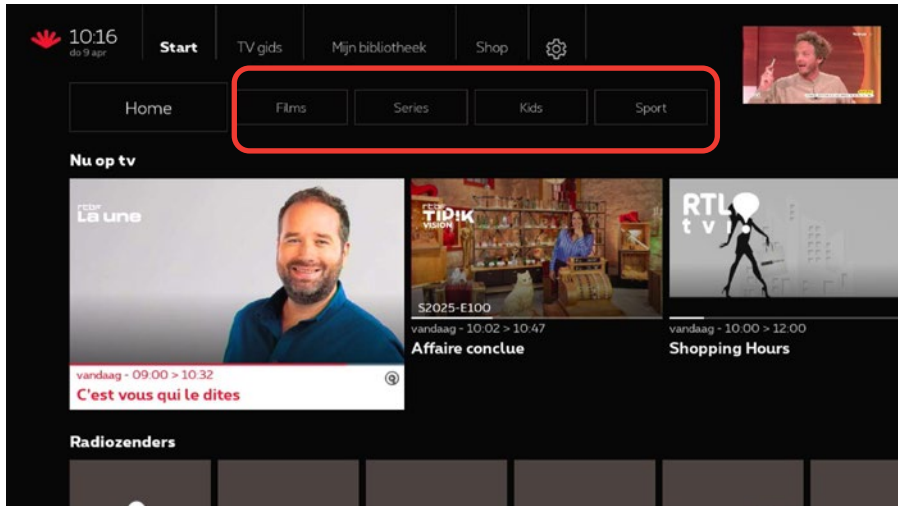 10:16
do 9 apr
Start
TV gids
Mijn bibliotheek
Shop
Home
Films
Series
Kids
Sport
Nu op tv
rtbf
La une
rtbf
TIPIK
VISION
RTL
tvi
S2025-E100
vandaag - 09:00 > 10:32
C'est vous qui le dites
vandaag - 10:02 > 10:47
Affaire conclue
vandaag - 10:00 > 12:00
Shopping Hours
Radiozenders